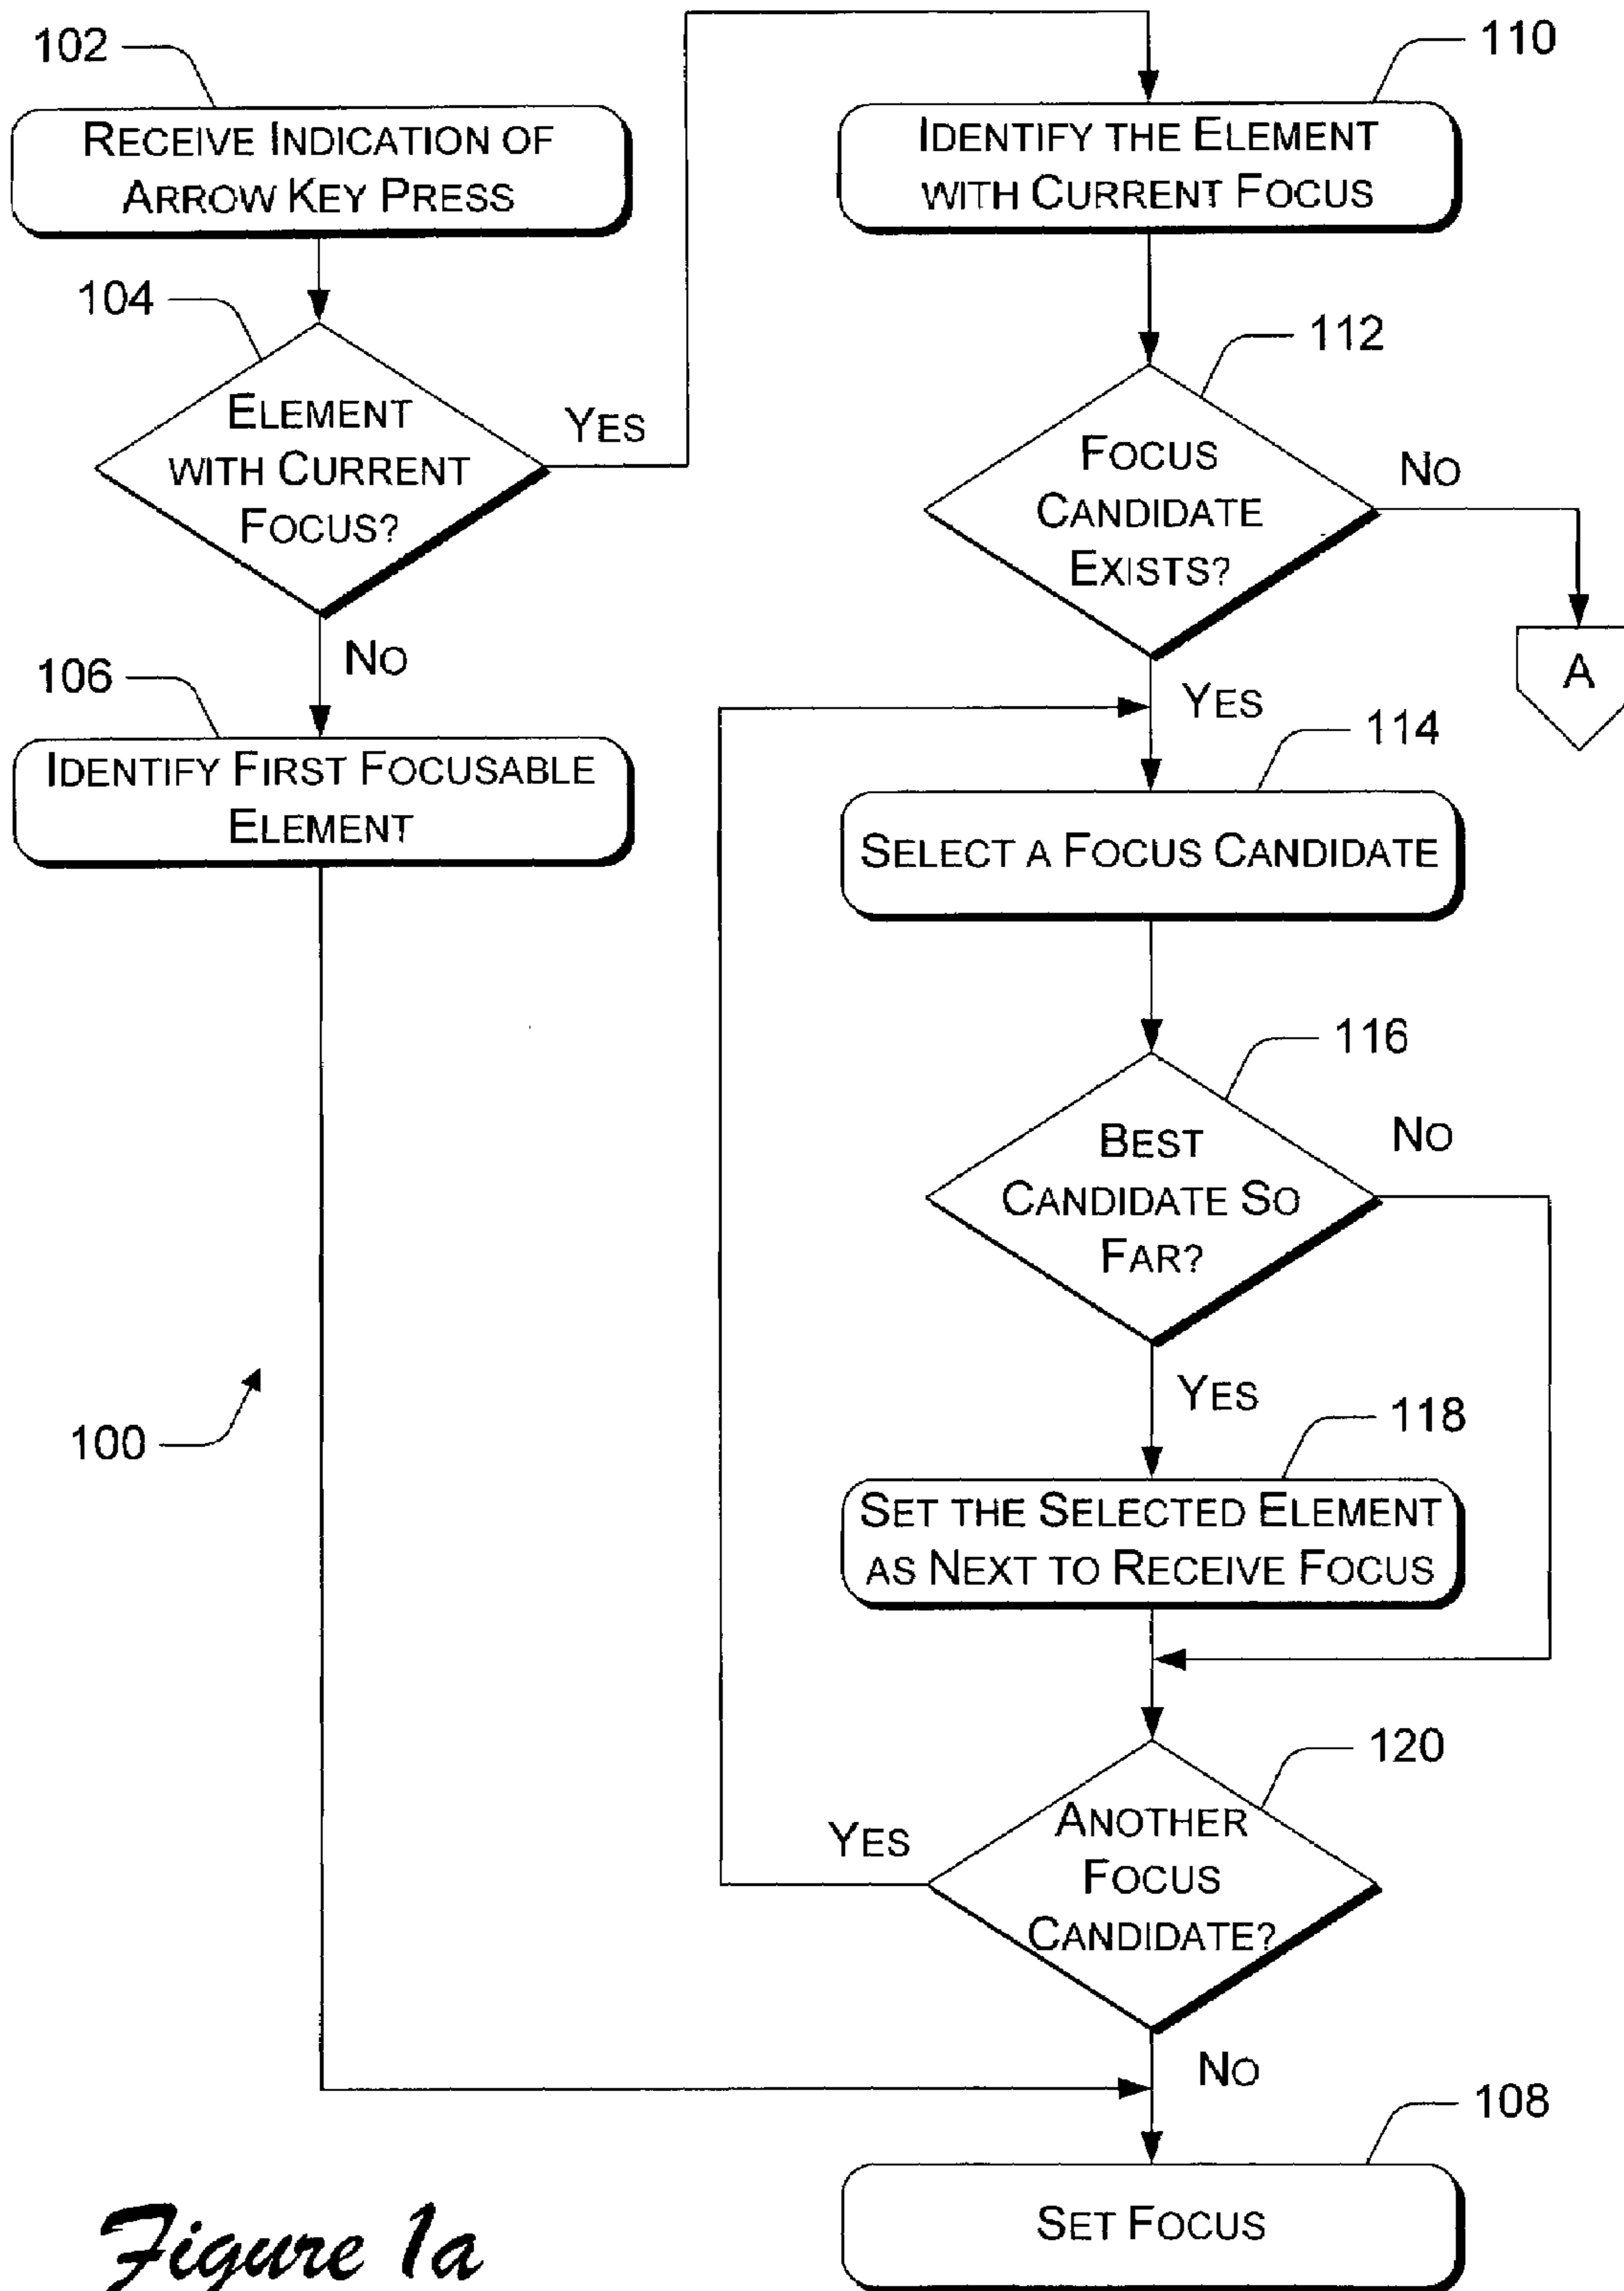 102
RECEIVE INDICATION OF
ARROW KEY PRESS
104
ELEMENT
WITH CURRENT
FOCUS?
YES
NO
106
IDENTIFY FIRST FOCUSABLE
ELEMENT
100
110
IDENTIFY THE ELEMENT
WITH CURRENT FOCUS
112
FOCUS
CANDIDATE
EXISTS?
NO
A
YES
114
SELECT A FOCUS CANDIDATE
116
BEST
CANDIDATE SO
FAR?
NO
YES
118
SET THE SELECTED ELEMENT
AS NEXT TO RECEIVE FOCUS
120
ANOTHER
FOCUS
CANDIDATE?
YES
NO
108
SET FOCUS
Figure 1a